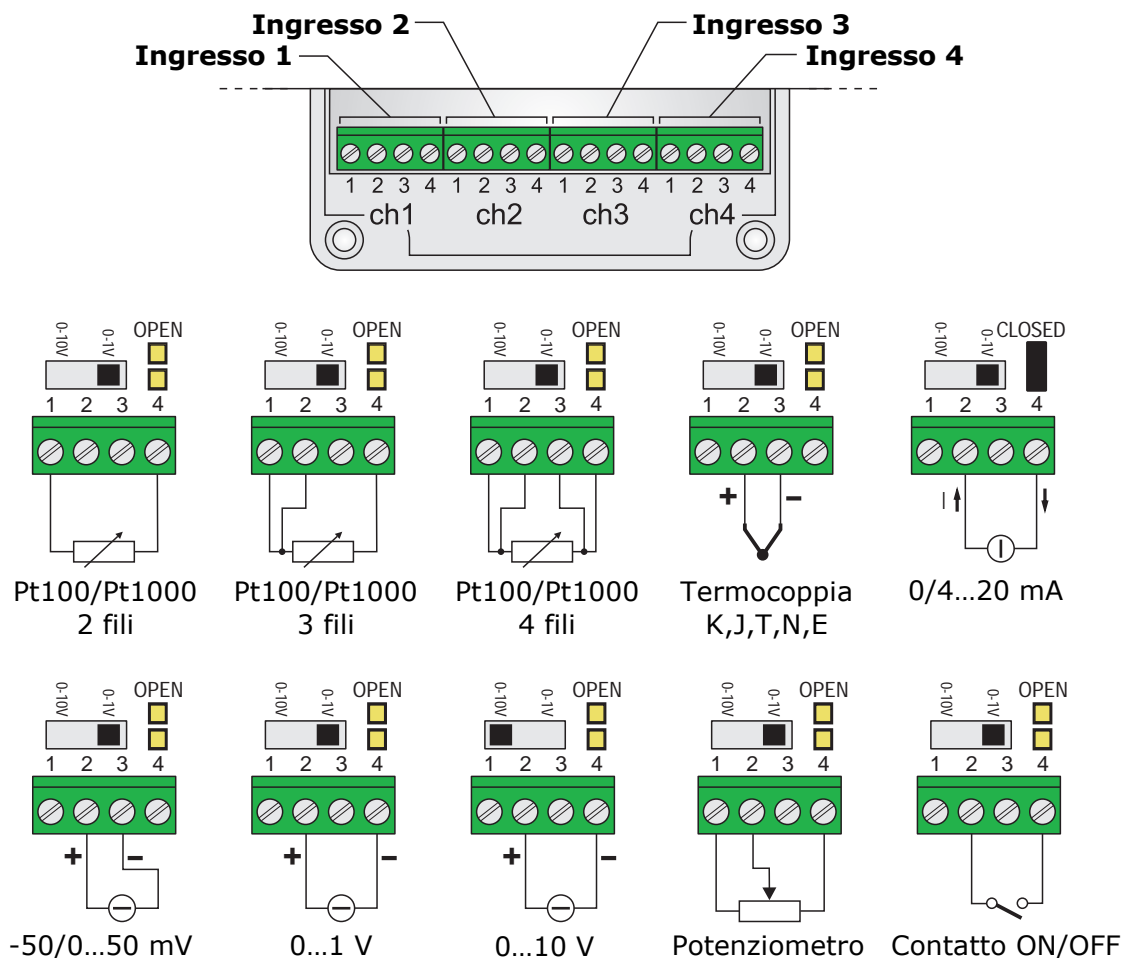 Ingresso 2
Ingresso 3
Ingresso 1
Ingresso 4
1 2 3 4 1 2 3 4 1 2 3 4 1 2 3 4
ch1 ch2 ch3 ch4
0-10V 0-1V OPEN 0-10V 0-1V OPEN 0-10V 0-1V OPEN 0-10V 0-1V OPEN 0-10V 0-1V CLOSED
1 2 3 4 1 2 3 4 1 2 3 4 1 2 3 4 1 2 3 4
+ – I
Pt100/Pt1000 Pt100/Pt1000 Pt100/Pt1000 Termocoppia 0/4...20 mA
2 fili 3 fili 4 fili K,J,T,N,E
0-10V 0-1V OPEN 0-10V 0-1V OPEN 0-10V 0-1V OPEN 0-10V 0-1V OPEN 0-10V 0-1V OPEN
1 2 3 4 1 2 3 4 1 2 3 4 1 2 3 4 1 2 3 4
+ – + – + –
-50/0...50 mV 0...1 V 0...10 V Potenziometro Contatto ON/OFF